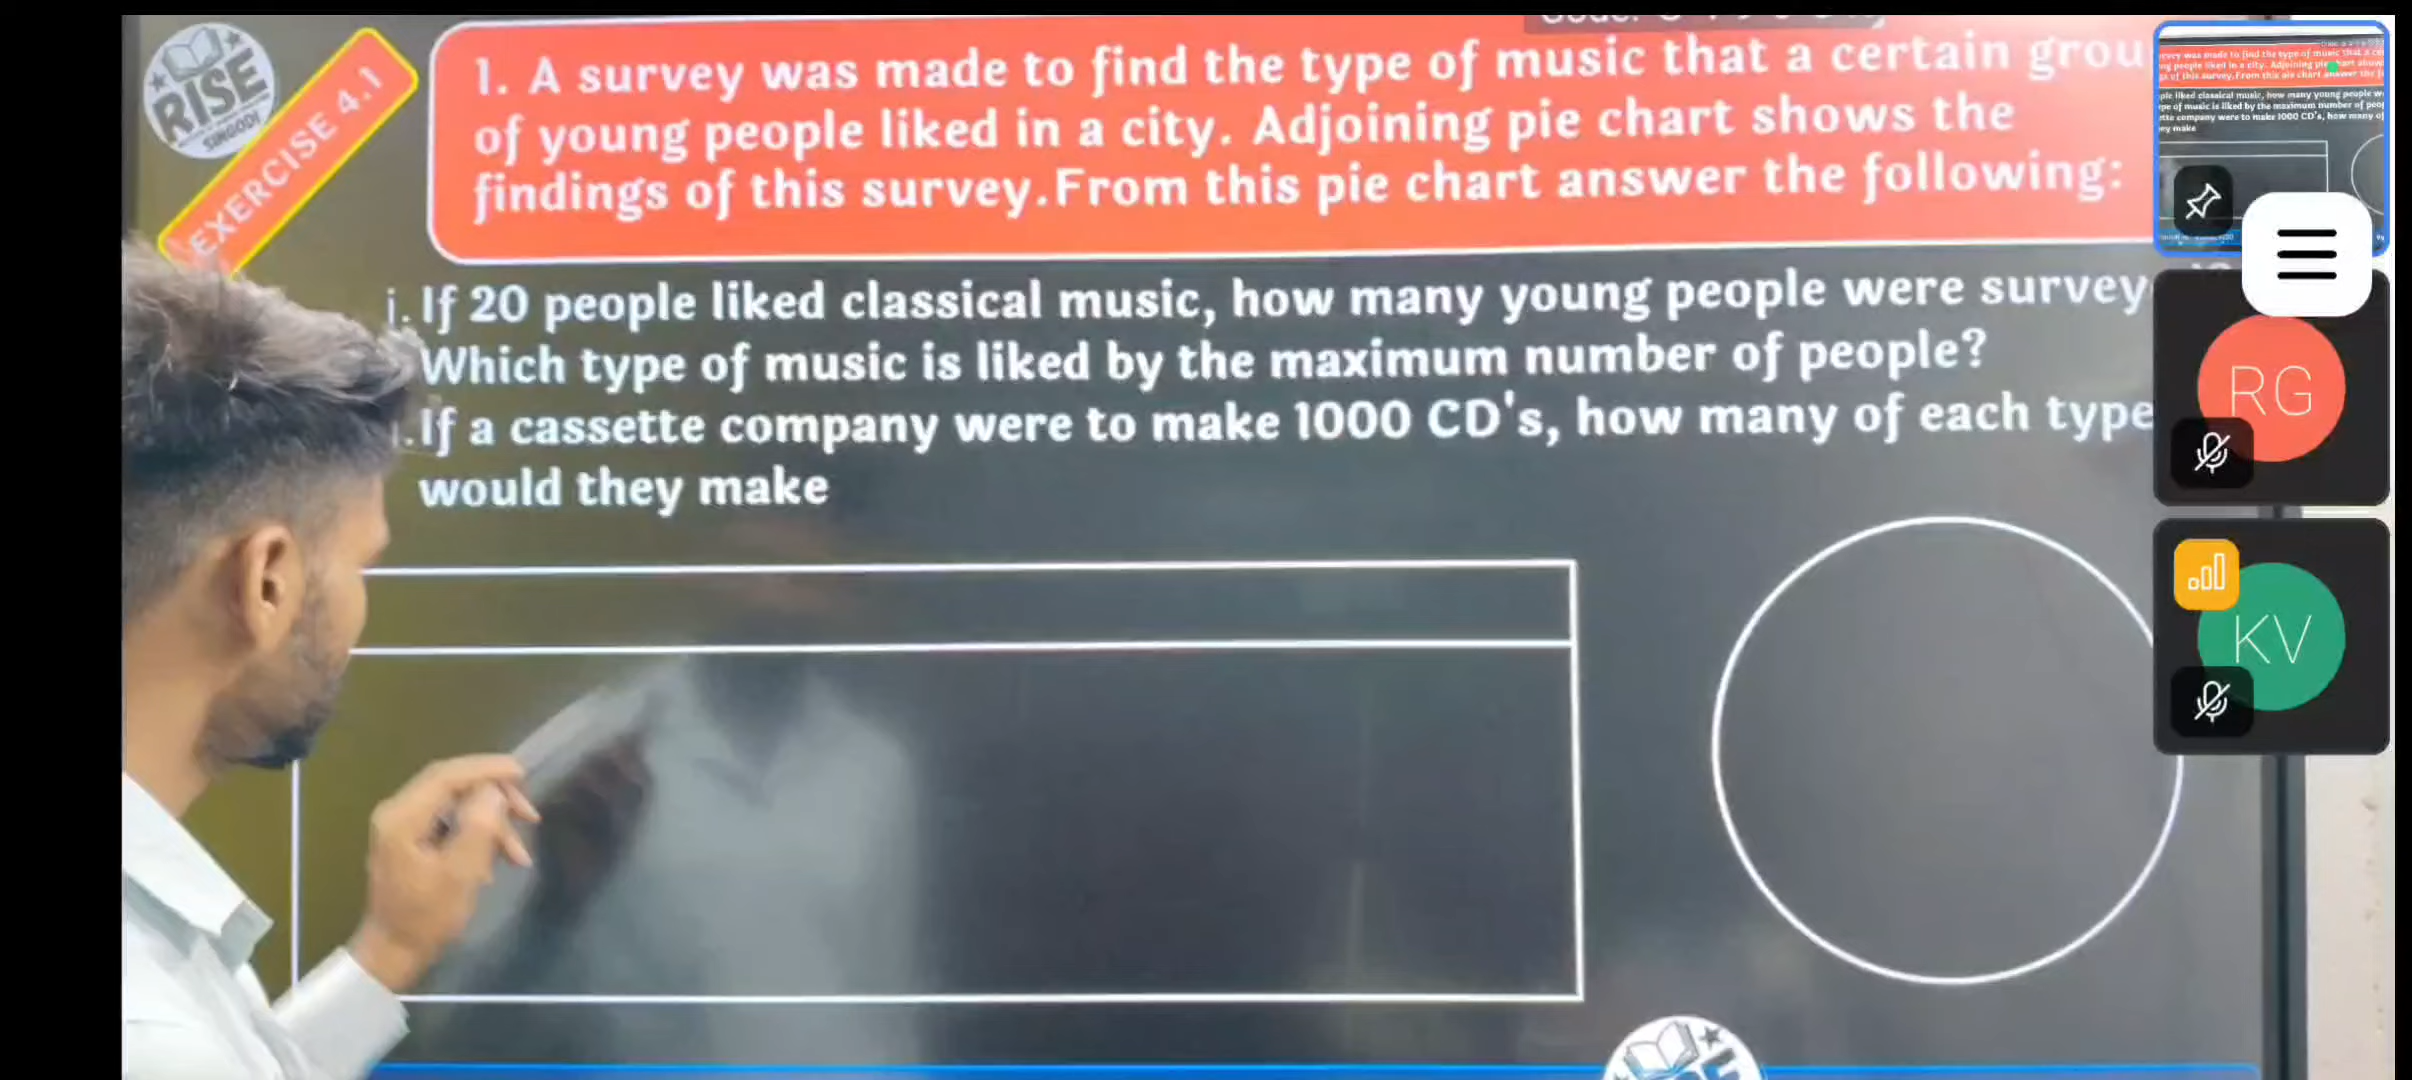 RISE
SINGODI
EXERCISE 4.1
1. A survey was made to find the type of music that a certain grou
of young people liked in a city. Adjoining pie chart shows the
findings of this survey.From this pie chart answer the following:
i. If 20 people liked classical music, how many young people were survey
Which type of music is liked by the maximum number of people?
.If a cassette company were to make 1000 CD's, how many of each type
would they make
RG
KV